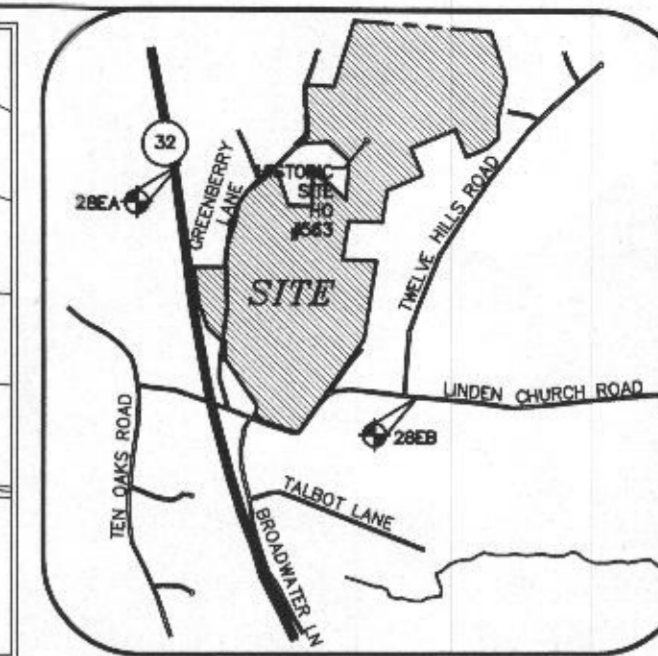 32
28EA
GREENBERRY
LANE
HISTORIC
SITE
HO
#563
SITE
TWELVE HILLS ROAD
LINDEN CHURCH ROAD
28EB
TEN OAKS ROAD
TALBOT LANE
BROADWATER LN